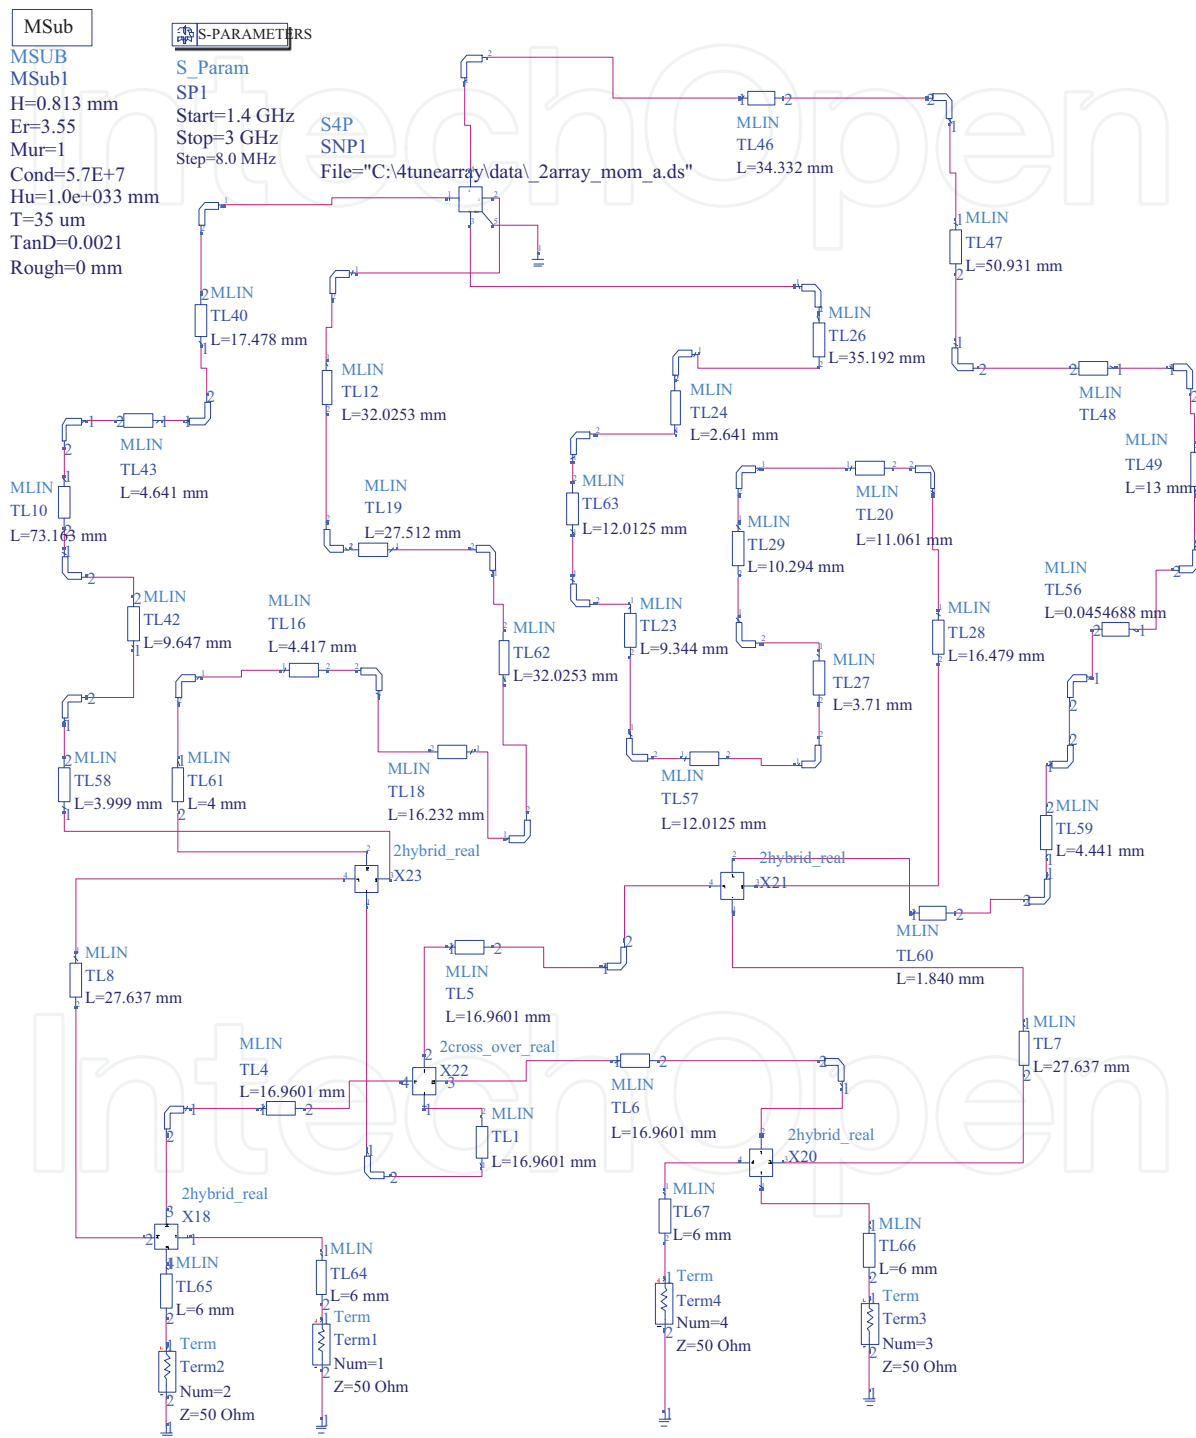 MSub
MSUB
MSub1
H=0.813 mm
Er=3.55
Mur=1
Cond=5.7E+7
Hu=1.0e+033 mm
T=35 um
TanD=0.0021
Rough=0 mm
S-PARAMETERS
S_Param
SP1
Start=1.4 GHz
Stop=3 GHz
Step=8.0 MHz
S4P
SNP1
File="C:\4tunearray\data\_2array_mom_a.ds"
MLIN
TL46
L=34.332 mm
MLIN
TL47
L=50.931 mm
MLIN
TL40
L=17.478 mm
MLIN
TL12
L=32.0253 mm
MLIN
TL26
L=35.192 mm
MLIN
TL24
L=2.641 mm
MLIN
TL48
MLIN
TL49
L=13 mm
MLIN
TL43
L=4.641 mm
MLIN
TL10
L=73.163 mm
MLIN
TL19
L=27.512 mm
MLIN
TL63
L=12.0125 mm
MLIN
TL20
L=11.061 mm
MLIN
TL29
L=10.294 mm
MLIN
TL56
L=0.0454688 mm
MLIN
TL42
L=9.647 mm
MLIN
TL16
L=4.417 mm
MLIN
TL62
L=32.0253 mm
MLIN
TL23
L=9.344 mm
MLIN
TL28
L=16.479 mm
MLIN
TL27
L=3.71 mm
MLIN
TL58
L=3.999 mm
MLIN
TL61
L=4 mm
MLIN
TL18
L=16.232 mm
MLIN
TL57
L=12.0125 mm
MLIN
TL59
L=4.441 mm
2hybrid_real
X23
2hybrid_real
X21
MLIN
TL60
L=1.840 mm
MLIN
TL8
L=27.637 mm
MLIN
TL5
L=16.9601 mm
MLIN
TL7
L=27.637 mm
MLIN
TL4
L=16.9601 mm
2cross_over_real
X22
MLIN
TL6
L=16.9601 mm
MLIN
TL1
L=16.9601 mm
2hybrid_real
X20
2hybrid_real
X18
MLIN
TL67
L=6 mm
MLIN
TL66
L=6 mm
MLIN
TL65
L=6 mm
MLIN
TL64
L=6 mm
Term
Term4
Num=4
Z=50 Ohm
Term
Term3
Num=3
Z=50 Ohm
Term
Term2
Num=2
Z=50 Ohm
Term
Term1
Num=1
Z=50 Ohm
IntechOpen
IntechOpen